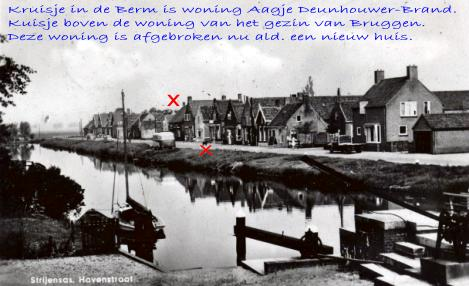 Kruisje in de Berm is woning Aagje Deunhouwer-Brand.
Kuisje boven de woning van het gezin van Bruggen.
Deze woning is afgebroken nu ald. een nieuw huis.
X
X
Strijensas, Havenstraat